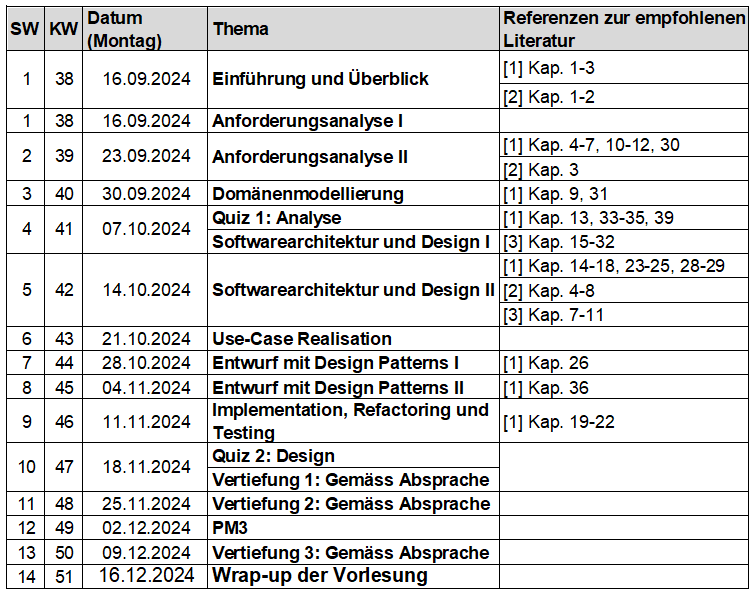 SW KW Datum (Montag) Thema Referenzen zur empfohlenen Literatur
1 38 16.09.2024 Einführung und Überblick [1] Kap. 1-3
[2] Kap. 1-2
1 38 16.09.2024 Anforderungsanalyse I
2 39 23.09.2024 Anforderungsanalyse II [1] Kap. 4-7, 10-12, 30
[2] Kap. 3
3 40 30.09.2024 Domänenmodellierung [1] Kap. 9, 31
4 41 07.10.2024 Quiz 1: Analyse [1] Kap. 13, 33-35, 39
Softwarearchitektur und Design I [3] Kap. 15-32
5 42 14.10.2024 Softwarearchitektur und Design II [1] Kap. 14-18, 23-25, 28-29
[2] Kap. 4-8
[3] Kap. 7-11
6 43 21.10.2024 Use-Case Realisation
7 44 28.10.2024 Entwurf mit Design Patterns I [1] Kap. 26
8 45 04.11.2024 Entwurf mit Design Patterns II [1] Kap. 36
9 46 11.11.2024 Implementation, Refactoring und Testing [1] Kap. 19-22
10 47 18.11.2024 Quiz 2: Design
Vertiefung 1: Gemäss Absprache
11 48 25.11.2024 Vertiefung 2: Gemäss Absprache
12 49 02.12.2024 PM3
13 50 09.12.2024 Vertiefung 3: Gemäss Absprache
14 51 16.12.2024 Wrap-up der Vorlesung